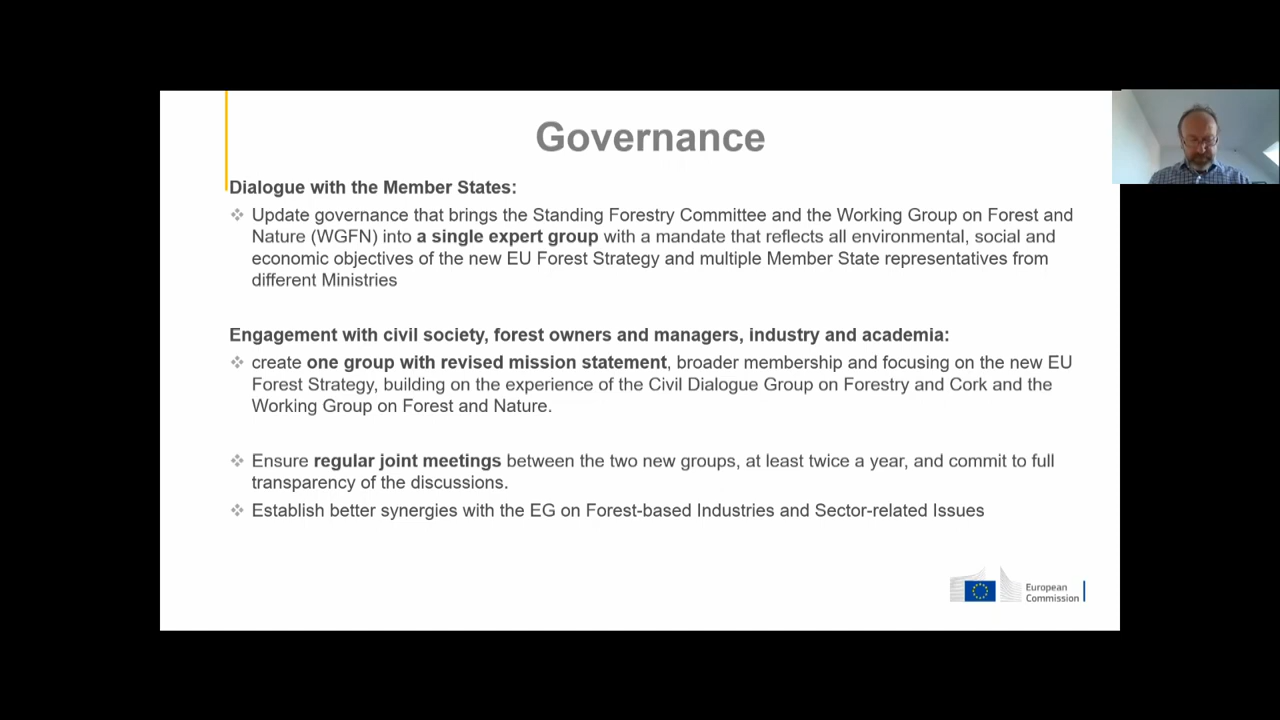 Governance
Dialogue with the Member States:
❖ Update governance that brings the Standing Forestry Committee and the Working Group on Forest and
Nature (WGFN) into a single expert group with a mandate that reflects all environmental, social and
economic objectives of the new EU Forest Strategy and multiple Member State representatives from
different Ministries
Engagement with civil society, forest owners and managers, industry and academia:
❖ create one group with revised mission statement, broader membership and focusing on the new EU
Forest Strategy, building on the experience of the Civil Dialogue Group on Forestry and Cork and the
Working Group on Forest and Nature.
❖ Ensure regular joint meetings between the two new groups, at least twice a year, and commit to full
transparency of the discussions.
❖ Establish better synergies with the EG on Forest-based Industries and Sector-related Issues
European
Commission